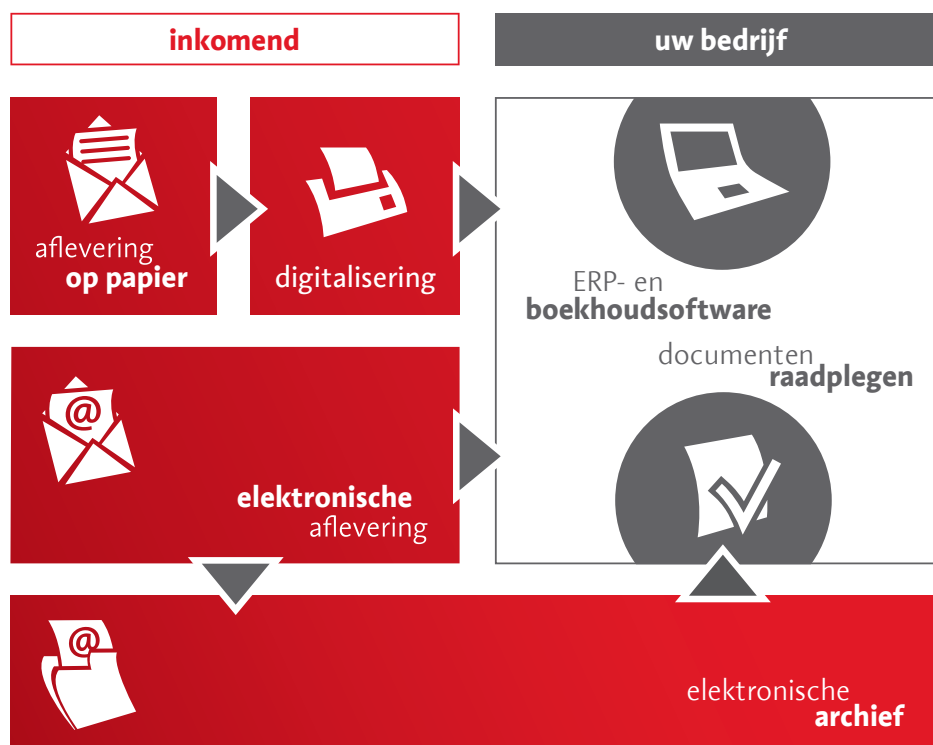 inkomend
uw bedrijf
aflevering
op papier
digitalisering
ERP- en
boekhoudsoftware
documenten
raadplegen
@
elektronische
aflevering
@
elektronische
archief